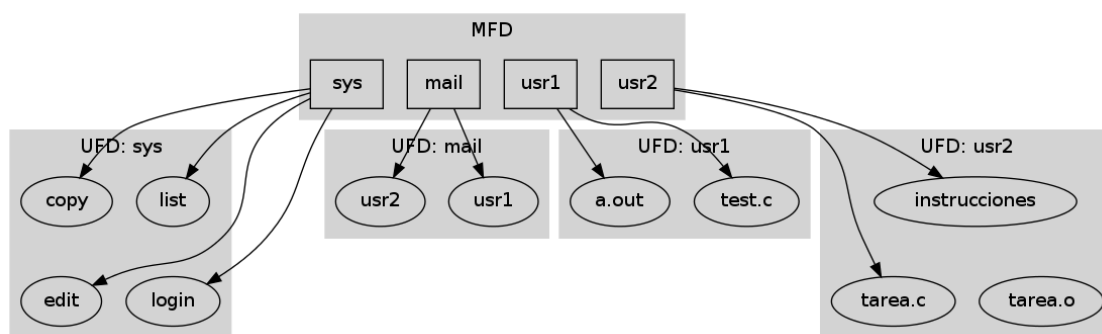 MFD
sys mail usr1 usr2
UFD: sys UFD: mail UFD: usr1 UFD: usr2
copy list usr2 usr1 a.out test.c instrucciones
edit login tarea.c tarea.o